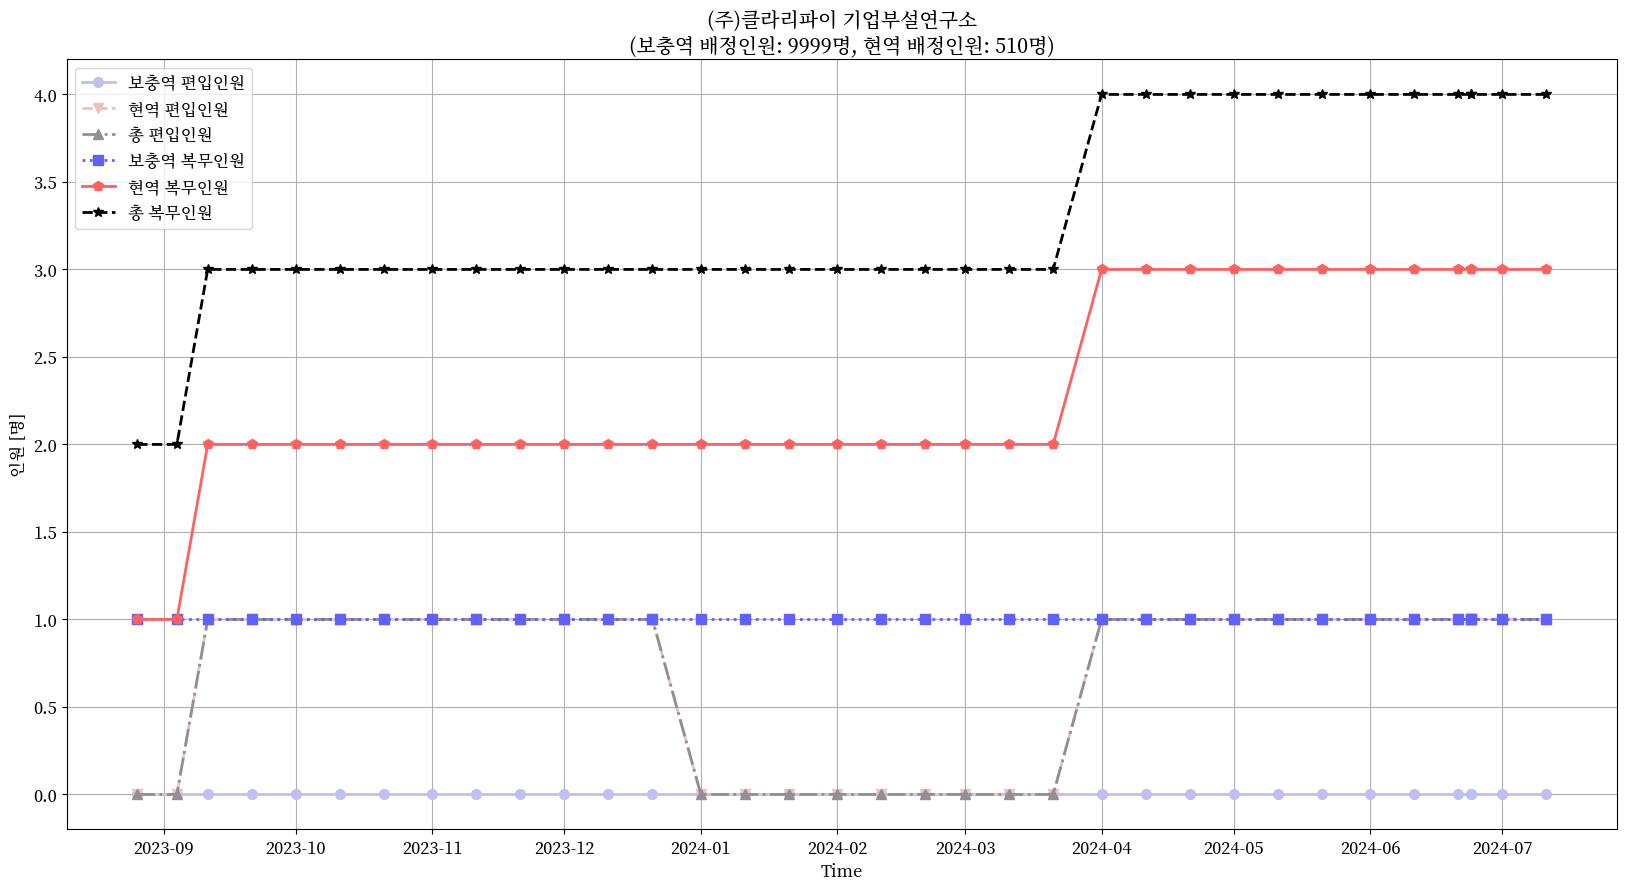 (주)클라리파이 기업부설연구소
(보충역 배정인원: 9999명, 현역 배정인원: 510명)
보충역 편입인원
현역 편입인원
총 편입인원
보충역 복무인원
현역 복무인원
총 복무인원
인원 [명]
4.0
3.5
3.0
2.5
2.0
1.5
1.0
0.5
0.0
2023-09 2023-10 2023-11 2023-12 2024-01 2024-02 2024-03 2024-04 2024-05 2024-06 2024-07
Time